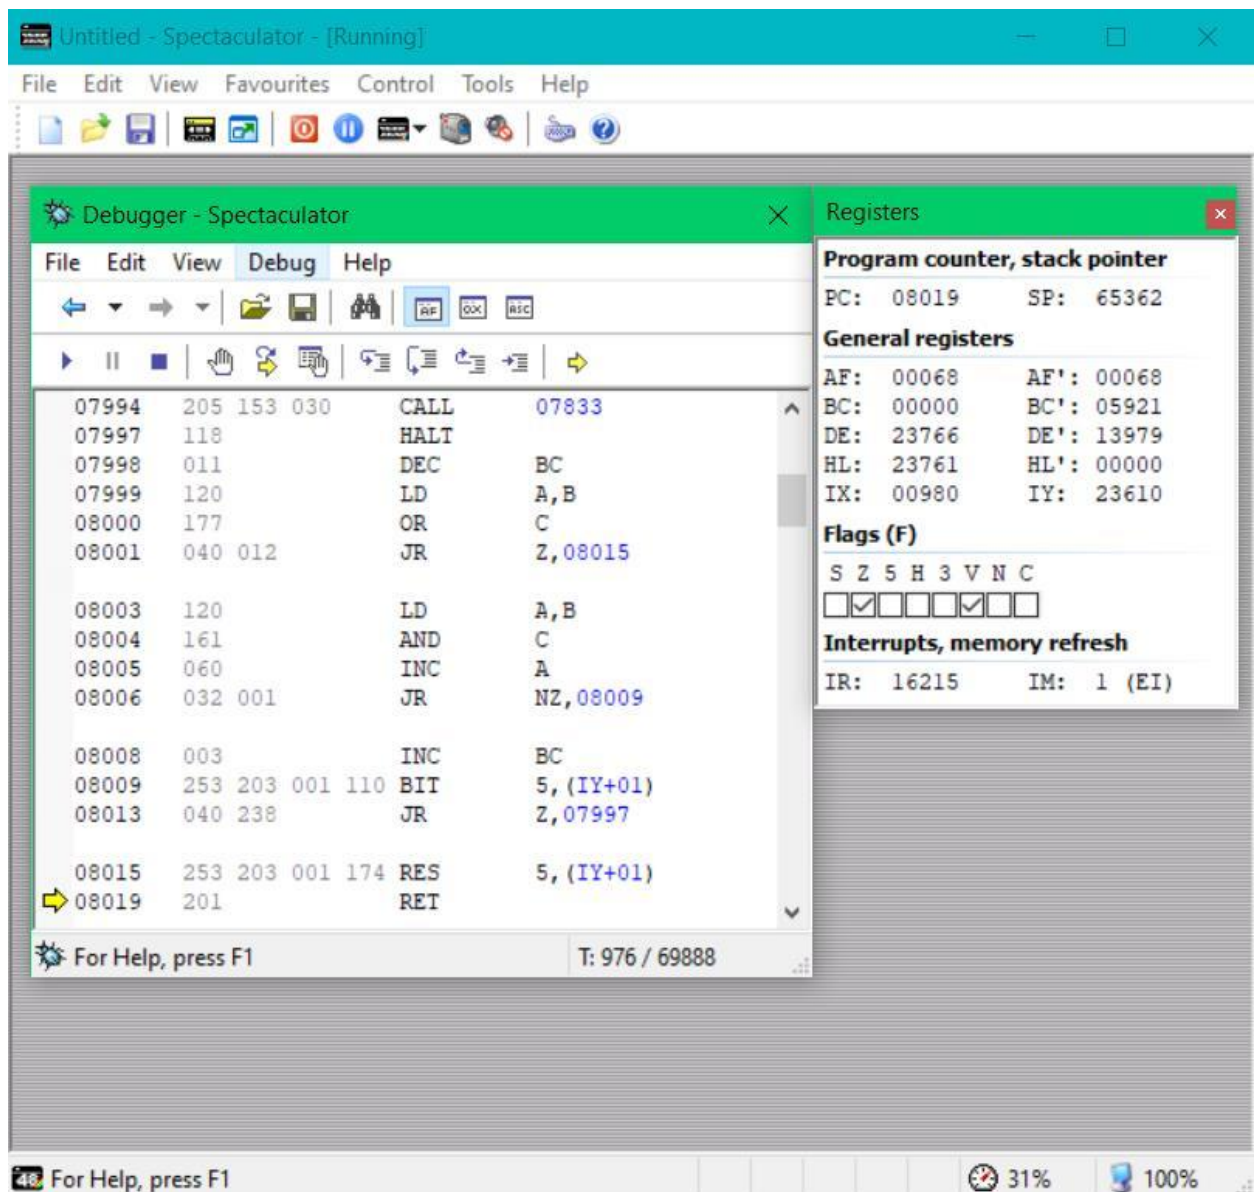 Untitled - Spectaculator - [Running]
File Edit View Favourites Control Tools Help
Debugger - Spectaculator
File Edit View Debug Help
07994 205 153 030 CALL 07833
07997 118 HALT
07998 011 DEC BC
07999 120 LD A,B
08000 177 OR C
08001 040 012 JR Z,08015
08003 120 LD A,B
08004 161 AND C
08005 060 INC A
08006 032 001 JR NZ,08009
08008 003 INC BC
08009 253 203 001 110 BIT 5,(IY+01)
08013 040 238 JR Z,07997
08015 253 203 001 174 RES 5,(IY+01)
08019 201 RET
For Help, press F1 T: 976 / 69888
Registers
Program counter, stack pointer
PC: 08019 SP: 65362
General registers
AF: 00068 AF': 00068
BC: 00000 BC': 05921
DE: 23766 DE': 13979
HL: 23761 HL': 00000
IX: 00980 IY: 23610
Flags (F)
S Z 5 H 3 V N C
Interrupts, memory refresh
IR: 16215 IM: 1 (EI)
For Help, press F1 31% 100%